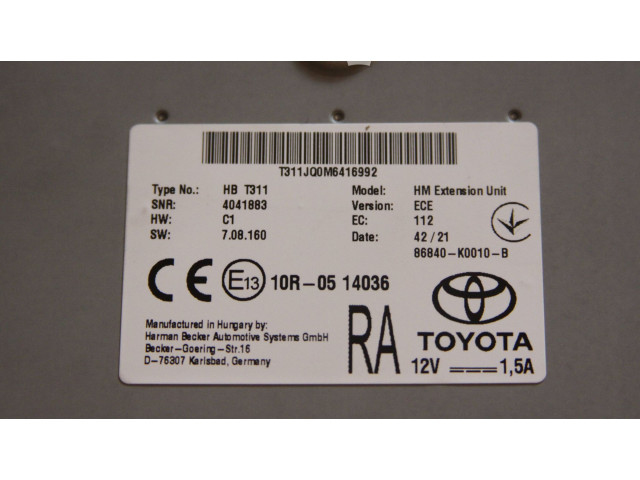 T311JQ0M6416992
Type No.: HB T311 Model: HM Extension Unit
SNR: 4041883 Version: ECE
HW: C1 EC: 112
SW: 7.08.160 Date: 42/21
86840-K0010-B
CE E13 10R-05 14036
Manufactured in Hungary by:
Harman Becker Automotive Systems GmbH
Becker-Goering-Str.16
D-76307 Karlsbad, Germany
RA
TOYOTA
12V 1,5A